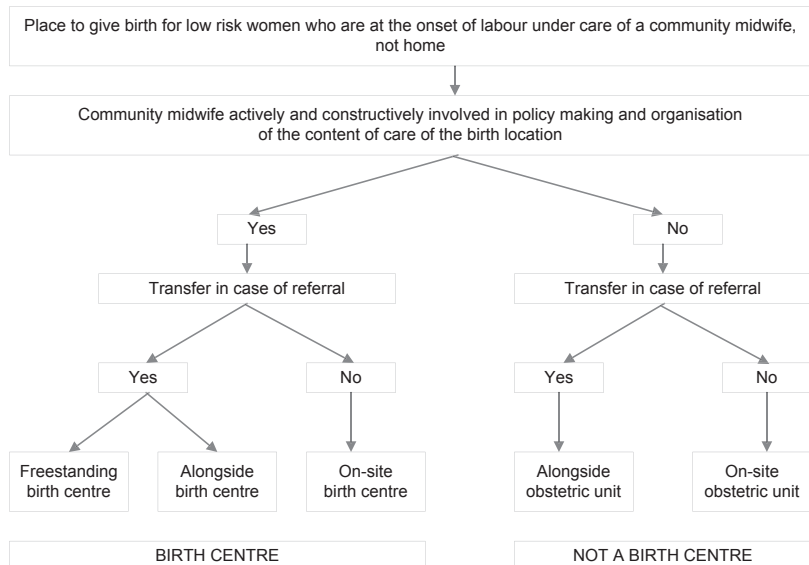 Place to give birth for low risk women who are at the onset of labour under care of a community midwife,
not home
Community midwife actively and constructively involved in policy making and organisation
of the content of care of the birth location
Yes
No
Transfer in case of referral
Transfer in case of referral
Yes
No
Yes
No
Freestanding
birth centre
Alongside
birth centre
On-site
birth centre
Alongside
obstetric unit
On-site
obstetric unit
BIRTH CENTRE
NOT A BIRTH CENTRE